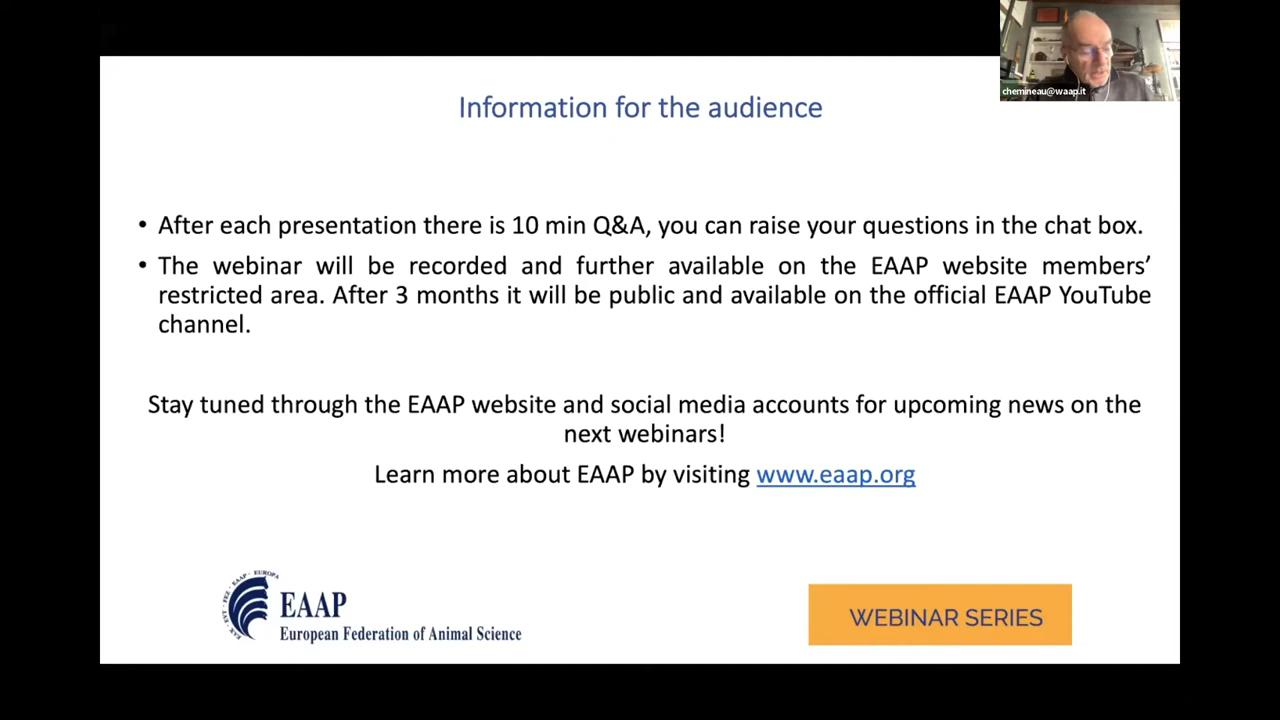 chemineau@waap.it
Information for the audience
• After each presentation there is 10 min Q&A, you can raise your questions in the chat box.
• The webinar will be recorded and further available on the EAAP website members’
restricted area. After 3 months it will be public and available on the official EAAP YouTube
channel.
Stay tuned through the EAAP website and social media accounts for upcoming news on the
next webinars!
Learn more about EAAP by visiting www.eaap.org
EAAP
European Federation of Animal Science
WEBINAR SERIES